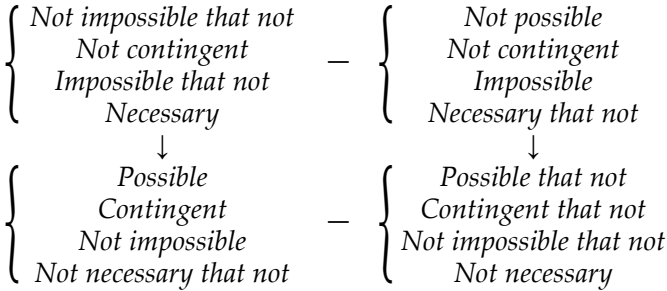 Not impossible that not
Not contingent
Impossible that not
Necessary
Not possible
Not contingent
Impossible
Necessary that not
Possible
Contingent
Not impossible
Not necessary that not
Possible that not
Contingent that not
Not impossible that not
Not necessary